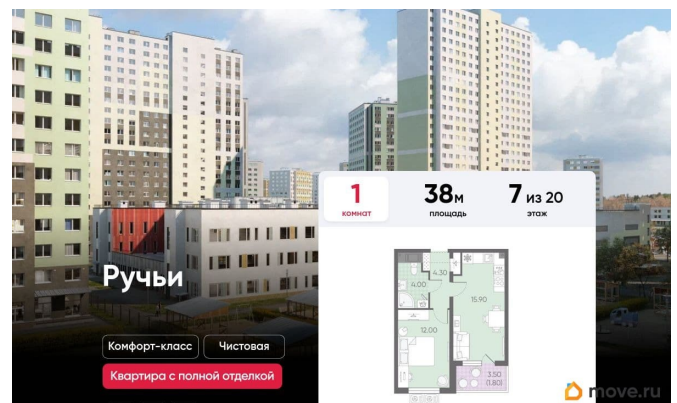 1
комнат
38м
площадь
7 из 20
этаж
Ручьи
Комфорт-класс
Чистовая
Квартира с полной отделкой
4.30
4.00
15.90
12.00
3.50
(1.80)
move.ru